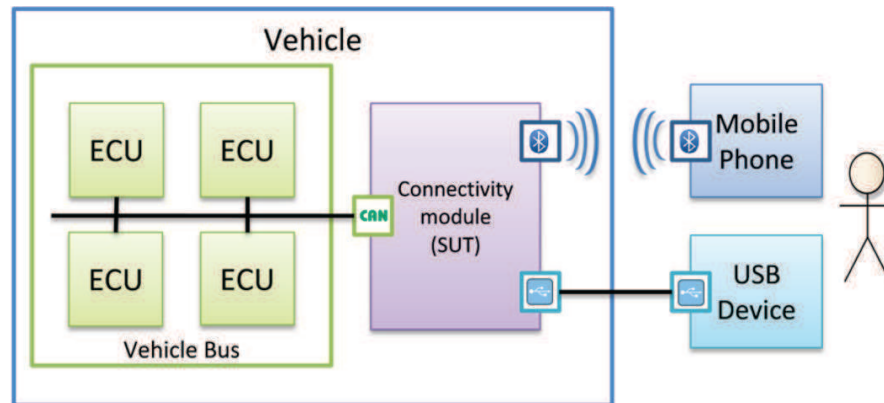 Vehicle
ECU
ECU
CAN
ECU
ECU
Vehicle Bus
Connectivity
module
(SUT)
Mobile
Phone
USB
Device